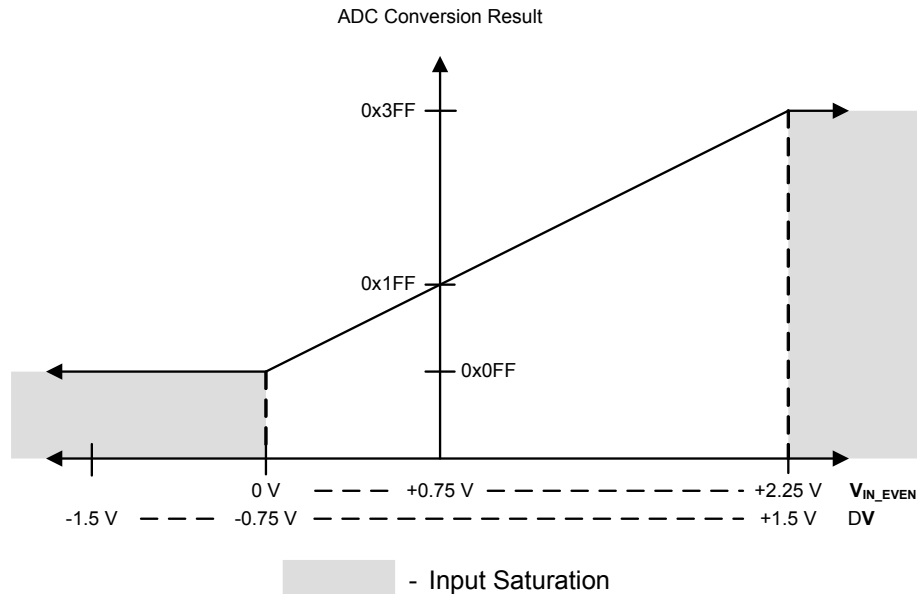 ADC Conversion Result
0x3FF
0x1FF
0x0FF
0 V +0.75 V +2.25 V VIN_EVEN
-1.5 V -0.75 V +1.5 V DV
- Input Saturation